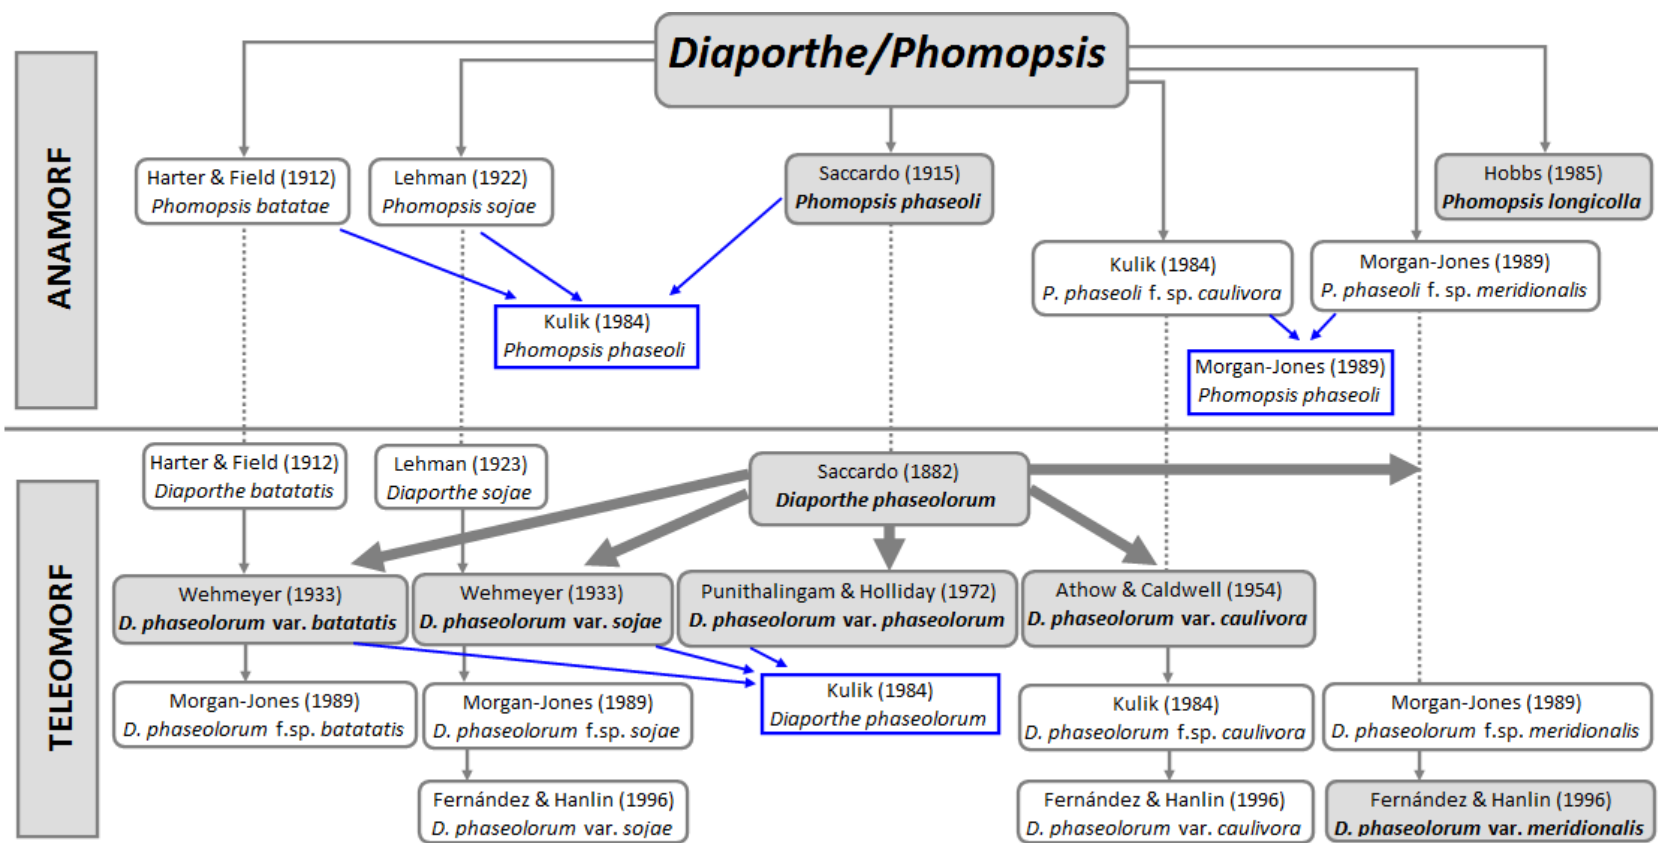 Diaporthe/Phomopsis
ANAMORF
Harter & Field (1912)
Phomopsis batatae
Lehman (1922)
Phomopsis sojae
Saccardo (1915)
Phomopsis phaseoli
Hobbs (1985)
Phomopsis longicolla
Kulik (1984)
P. phaseoli f. sp. caulivora
Morgan-Jones (1989)
P. phaseoli f. sp. meridionalis
Kulik (1984)
Phomopsis phaseoli
Morgan-Jones (1989)
Phomopsis phaseoli
TELEOMORF
Harter & Field (1912)
Diaporthe batatatis
Lehman (1923)
Diaporthe sojae
Saccardo (1882)
Diaporthe phaseolorum
Wehmeyer (1933)
D. phaseolorum var. batatatis
Wehmeyer (1933)
D. phaseolorum var. sojae
Punithalingam & Holliday (1972)
D. phaseolorum var. phaseolorum
Athow & Caldwell (1954)
D. phaseolorum var. caulivora
Morgan-Jones (1989)
D. phaseolorum f.sp. batatatis
Morgan-Jones (1989)
D. phaseolorum f.sp. sojae
Kulik (1984)
Diaporthe phaseolorum
Kulik (1984)
D. phaseolorum f.sp. caulivora
Morgan-Jones (1989)
D. phaseolorum f.sp. meridionalis
Fernández & Hanlin (1996)
D. phaseolorum var. sojae
Fernández & Hanlin (1996)
D. phaseolorum var. caulivora
Fernández & Hanlin (1996)
D. phaseolorum var. meridionalis